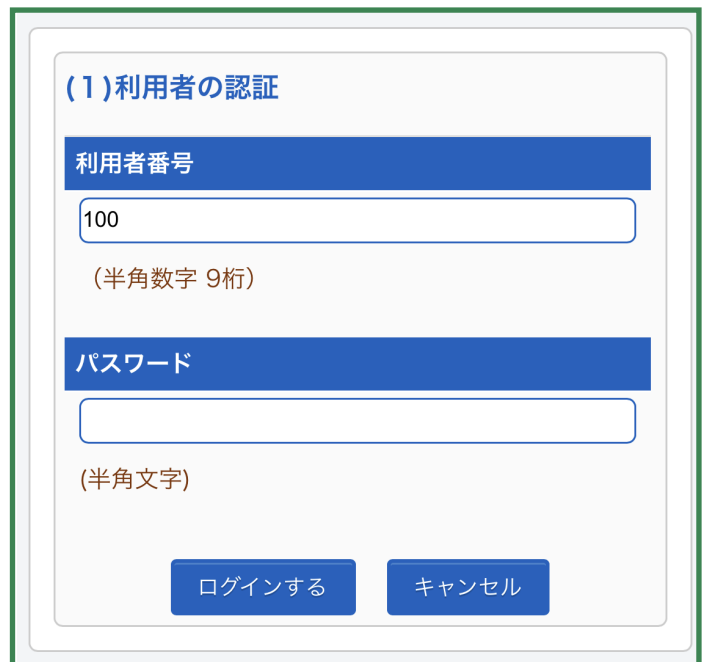 (1)利用者の認証
利用者番号
100
（半角数字 9桁）
パスワード
(半角文字)
ログインする キャンセル